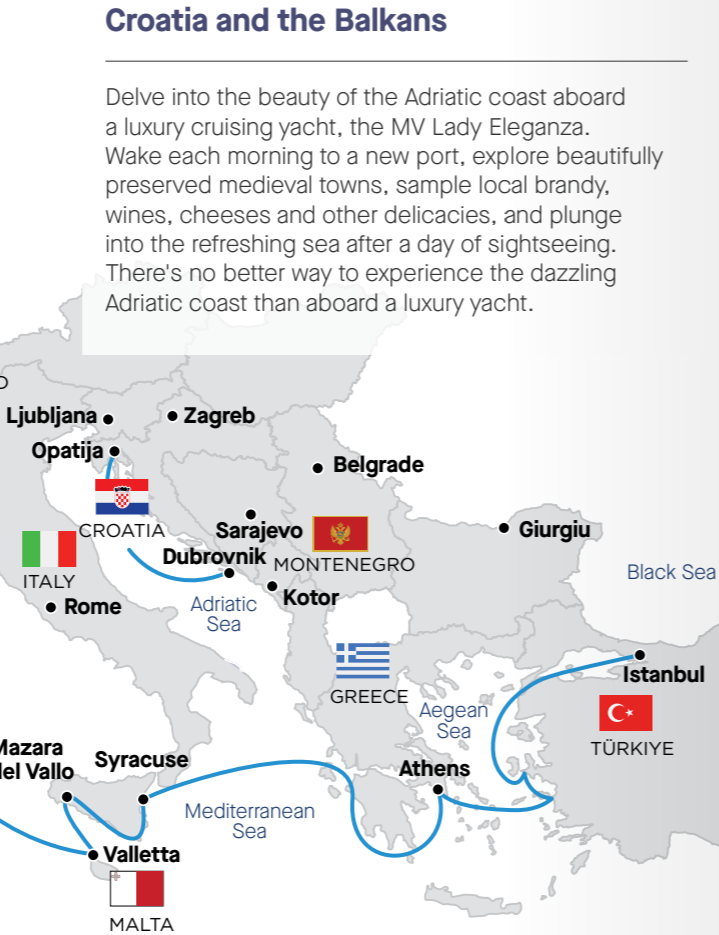 Croatia and the Balkans
Delve into the beauty of the Adriatic coast aboard
a luxury cruising yacht, the MV Lady Eleganza.
Wake each morning to a new port, explore beautifully
preserved medieval towns, sample local brandy,
wines, cheeses and other delicacies, and plunge
into the refreshing sea after a day of sightseeing.
There's no better way to experience the dazzling
Adriatic coast than aboard a luxury yacht.
Ljubljana
Zagreb
Opatija
Belgrade
CROATIA
Sarajevo
Giurgiu
Dubrovnik
MONTENEGRO
ITALY
Black Sea
Kotor
Rome
Adriatic
Sea
GREECE
Istanbul
Aegean
Sea
TÜRKIYE
Mazara
del Vallo
Syracuse
Athens
Mediterranean
Sea
Valletta
MALTA